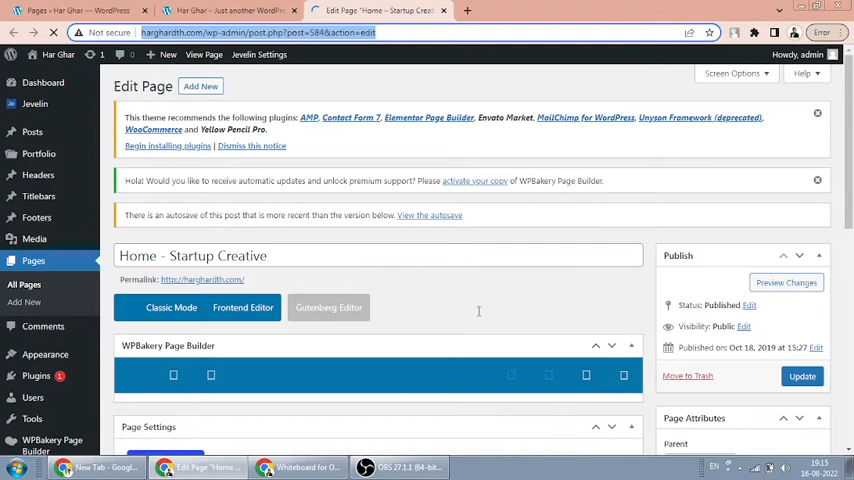 Pages ‹ Har Ghar — WordPress
Har Ghar – Just another WordPre
Edit Page "Home – Startup Creati
Not secure
harghardth.com/wp-admin/post.php?post=584&action=edit
Error
Har Ghar
1
0
New
View Page
Jevelin Settings
Howdy, admin
Dashboard
Jevelin
Posts
Portfolio
Headers
Titlebars
Footers
Media
Pages
All Pages
Add New
Comments
Appearance
Plugins 1
Users
Tools
WPBakery Page
Builder
Edit Page
Add New
Screen Options
Help
This theme recommends the following plugins: AMP, Contact Form 7, Elementor Page Builder, Envato Market, MailChimp for WordPress, Unyson Framework (deprecated),
WooCommerce and Yellow Pencil Pro.
Begin installing plugins | Dismiss this notice
Hola! Would you like to receive automatic updates and unlock premium support? Please activate your copy of WPBakery Page Builder.
There is an autosave of this post that is more recent than the version below. View the autosave
Home - Startup Creative
Permalink: http://harghardth.com/
Classic Mode
Frontend Editor
Gutenberg Editor
WPBakery Page Builder
Page Settings
Publish
Preview Changes
Status: Published Edit
Visibility: Public Edit
Published on: Oct 18, 2019 at 15:27 Edit
Move to Trash
Update
Page Attributes
Parent
New Tab - Googl...
Edit Page "Home ...
Whiteboard for O...
OBS 27.1.1 (64-bit...
EN
19:15
16-08-2022